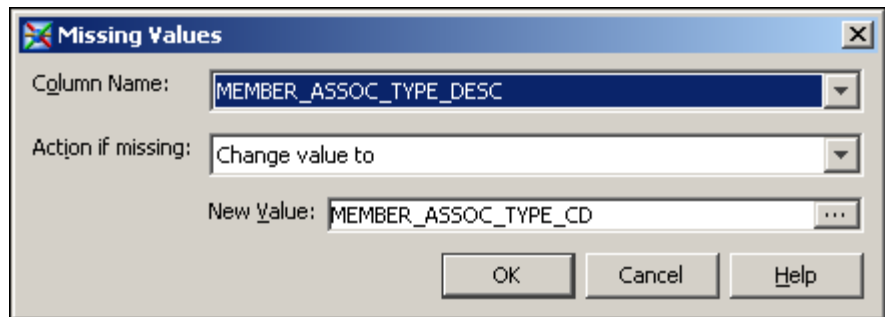 Missing Values
Column Name: MEMBER_ASSOC_TYPE_DESC
Action if missing: Change value to
New Value: MEMBER_ASSOC_TYPE_CD ...
OK Cancel Help